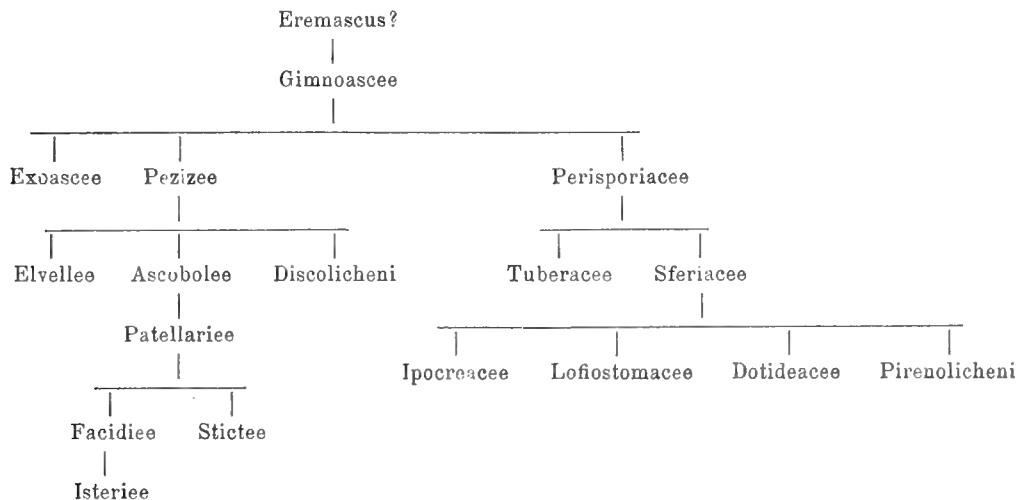 Eremascus?
Gimnoascee
Exoascee Pezizee Perisporiacee
Elvellee Ascobolee Discolicheni Tuberacee Sferiacee
Patellariee
Ipocreacee Lofiostomacee Dotideacee Pirenolicheni
Facidiee Stictee
Isteriee